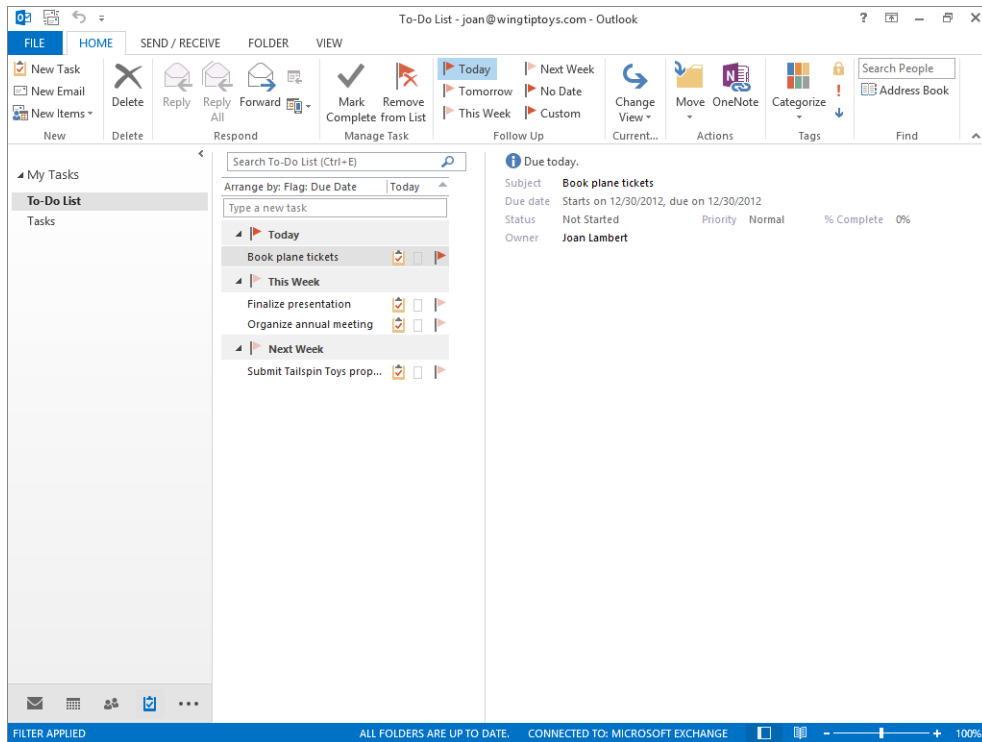 To-Do List - joan@wingtiptoys.com - Outlook
?
FILE HOME SEND / RECEIVE FOLDER VIEW
New Task
New Email
New Items
New
Delete
Delete
Reply
Reply All
Forward
Respond
Mark Complete
Remove from List
Manage Task
Today
Tomorrow
This Week
Next Week
No Date
Custom
Follow Up
Change View
Current...
Move
OneNote
Actions
Categorize
Tags
Search People
Address Book
Find
My Tasks
To-Do List
Tasks
Search To-Do List (Ctrl+E)
Arrange by: Flag: Due Date Today
Type a new task
Today
Book plane tickets
This Week
Finalize presentation
Organize annual meeting
Next Week
Submit Tailspin Toys prop...
Due today.
Subject Book plane tickets
Due date Starts on 12/30/2012, due on 12/30/2012
Status Not Started Priority Normal % Complete 0%
Owner Joan Lambert
FILTER APPLIED ALL FOLDERS ARE UP TO DATE. CONNECTED TO: MICROSOFT EXCHANGE 100%